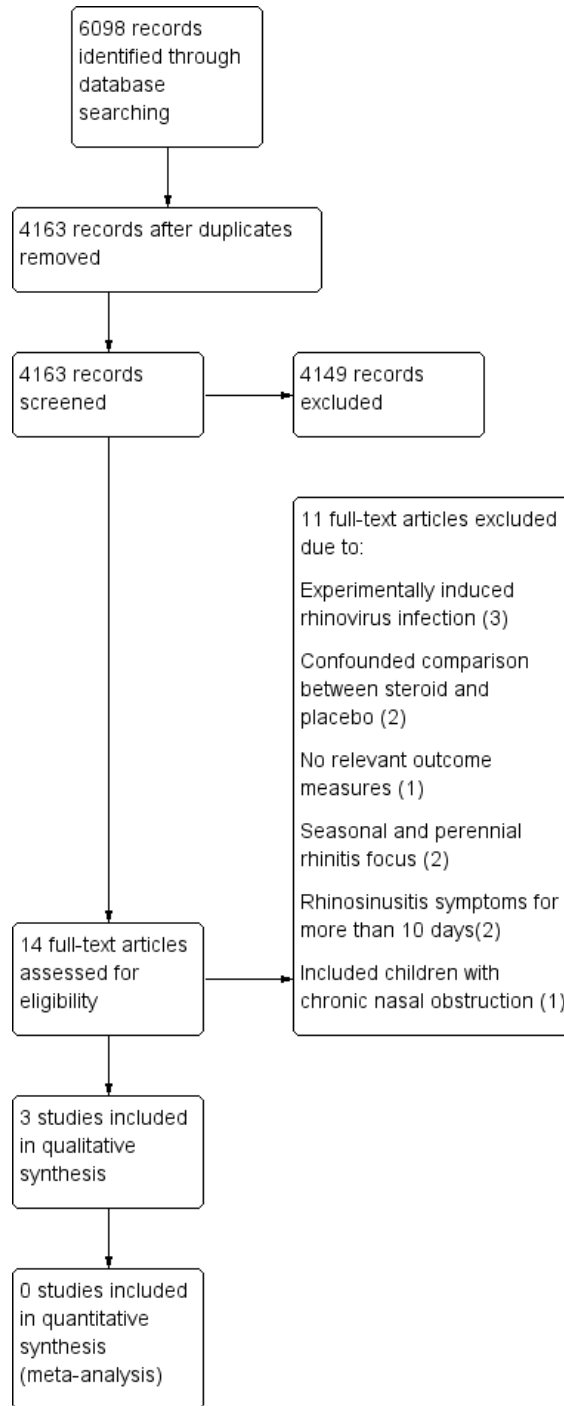 6098 records
identified through
database
searching
4163 records after duplicates
removed
4163 records
screened
4149 records
excluded
11 full-text articles excluded
due to:
Experimentally induced
rhinovirus infection (3)
Confounded comparison
between steroid and
placebo (2)
No relevant outcome
measures (1)
Seasonal and perennial
rhinitis focus (2)
Rhinosinusitis symptoms for
more than 10 days(2)
Included children with
chronic nasal obstruction (1)
14 full-text articles
assessed for
eligibility
3 studies included
in qualitative
synthesis
0 studies included
in quantitative
synthesis
(meta-analysis)